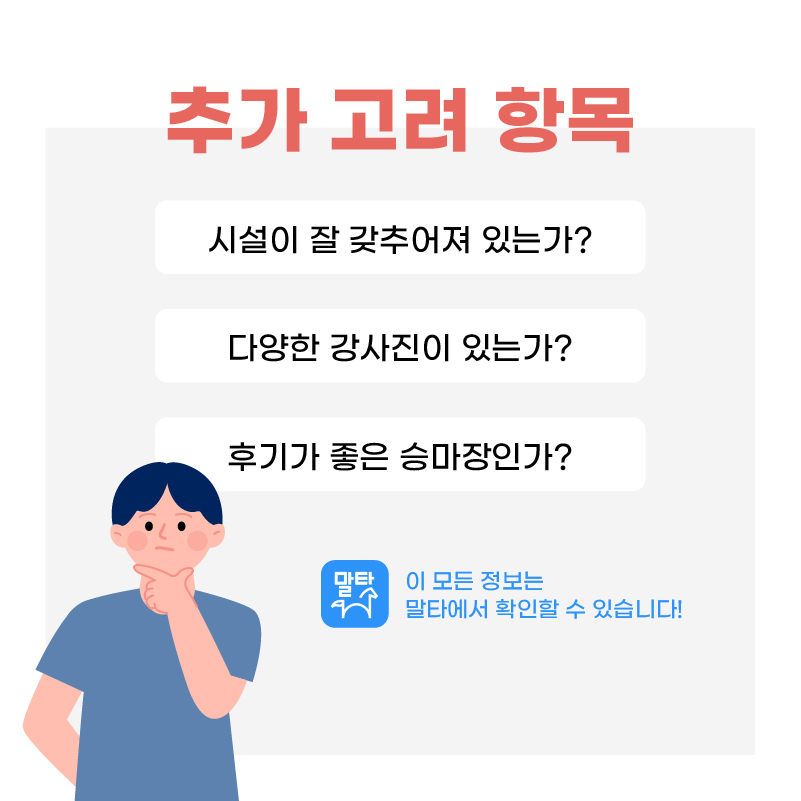 추가 고려 항목
시설이 잘 갖추어져 있는가?
다양한 강사진이 있는가?
후기가 좋은 승마장인가?
말타
이 모든 정보는
말타에서 확인할 수 있습니다!